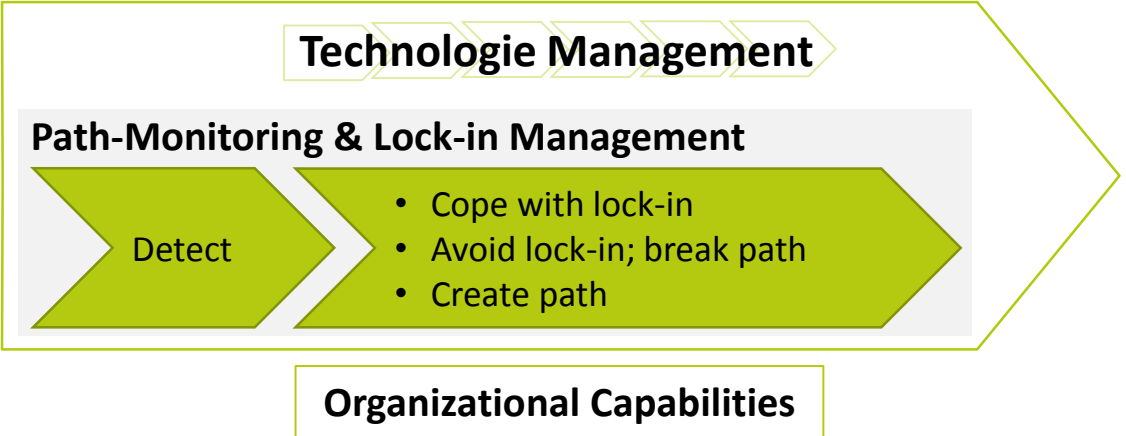 Technologie Management
Path-Monitoring & Lock-in Management
Detect
• Cope with lock-in
• Avoid lock-in; break path
• Create path
Organizational Capabilities